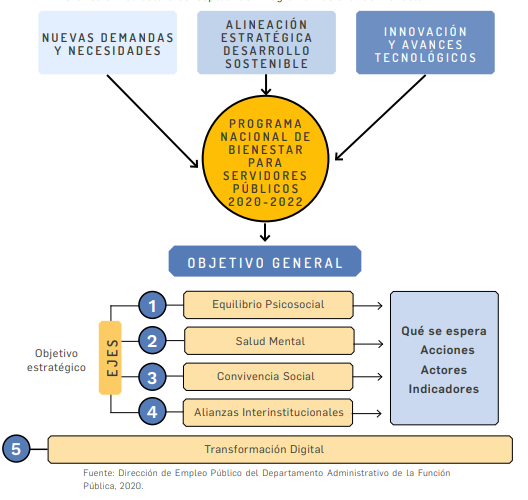 NUEVAS DEMANDAS
Y NECESIDADES
ALINEACIÓN
ESTRATÉGICA
DESARROLLO
SOSTENIBLE
INNOVACIÓN
Y AVANCES
TECNOLÓGICOS
PROGRAMA
NACIONAL DE
BIENESTAR
PARA
SERVIDORES
PÚBLICOS
2020-2022
OBJETIVO GENERAL
Objetivo
estratégico
EJES
1
Equilibrio Psicosocial
2
Salud Mental
3
Convivencia Social
4
Alianzas Interinstitucionales
Qué se espera
Acciones
Actores
Indicadores
5
Transformación Digital
Fuente: Dirección de Empleo Público del Departamento Administrativo de la Función
Pública, 2020.